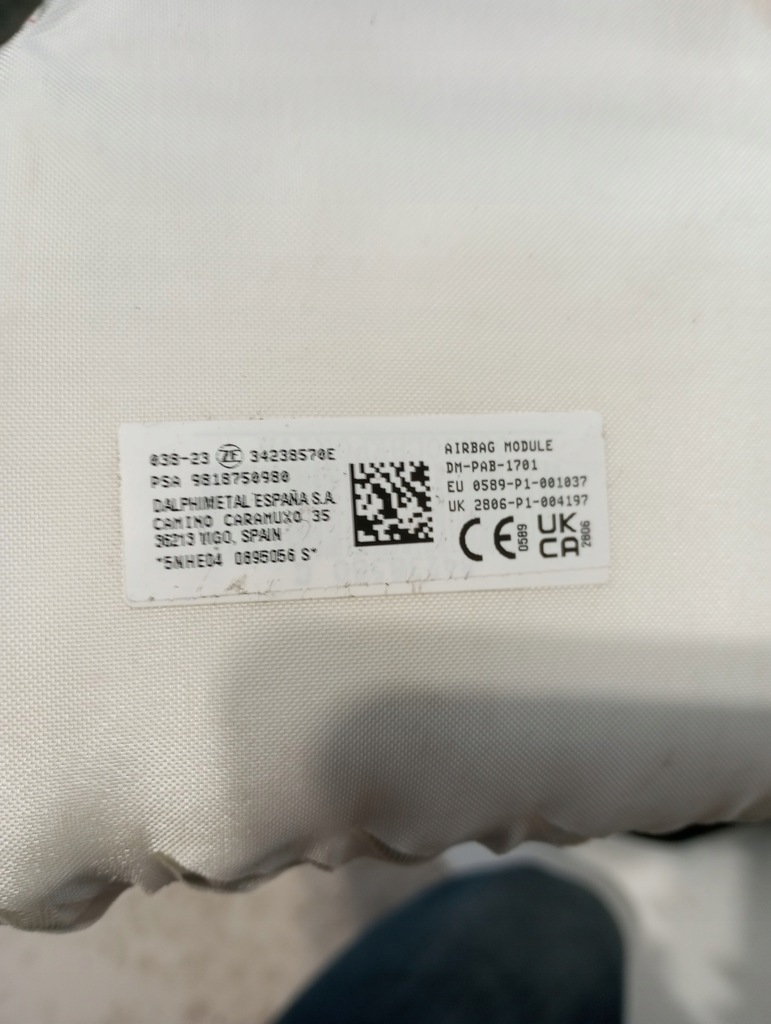 038-23 ZF 34238570E
PSA 9818750980
DALPHIMETAL ESPAÑA S.A.
CAMINO CARAMUXO 35
36213 VIGO, SPAIN
*5NHE04 0895056 S*
AIRBAG MODULE
DM-PAB-1701
EU 0589-P1-001037
UK 2806-P1-004197
CE 0589
UK
CA 2806